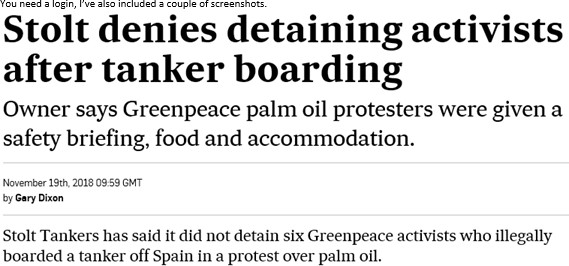 You need a login, I've also included a couple of screenshots.
Stolt denies detaining activists
after tanker boarding
Owner says Greenpeace palm oil protesters were given a
safety briefing, food and accommodation.
November 19th, 2018 09:59 GMT
by Gary Dixon
Stolt Tankers has said it did not detain six Greenpeace activists who illegally
boarded a tanker off Spain in a protest over palm oil.